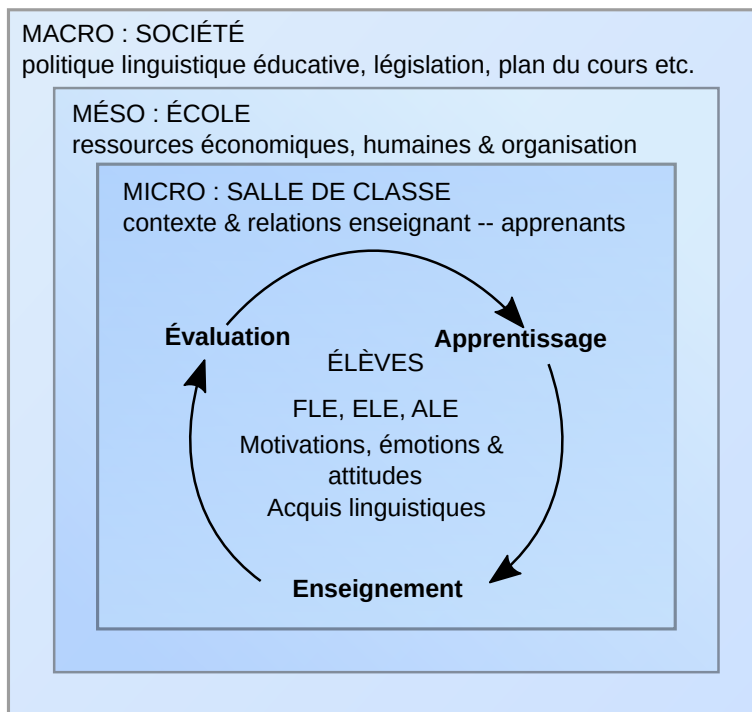 MACRO : SOCIÉTÉ
politique linguistique éducative, législation, plan du cours etc.
MÉSO : ÉCOLE
ressources économiques, humaines & organisation
MICRO : SALLE DE CLASSE
contexte & relations enseignant -- apprenants
Évaluation
Apprentissage
ÉLÈVES
FLE, ELE, ALE
Motivations, émotions &
attitudes
Acquis linguistiques
Enseignement